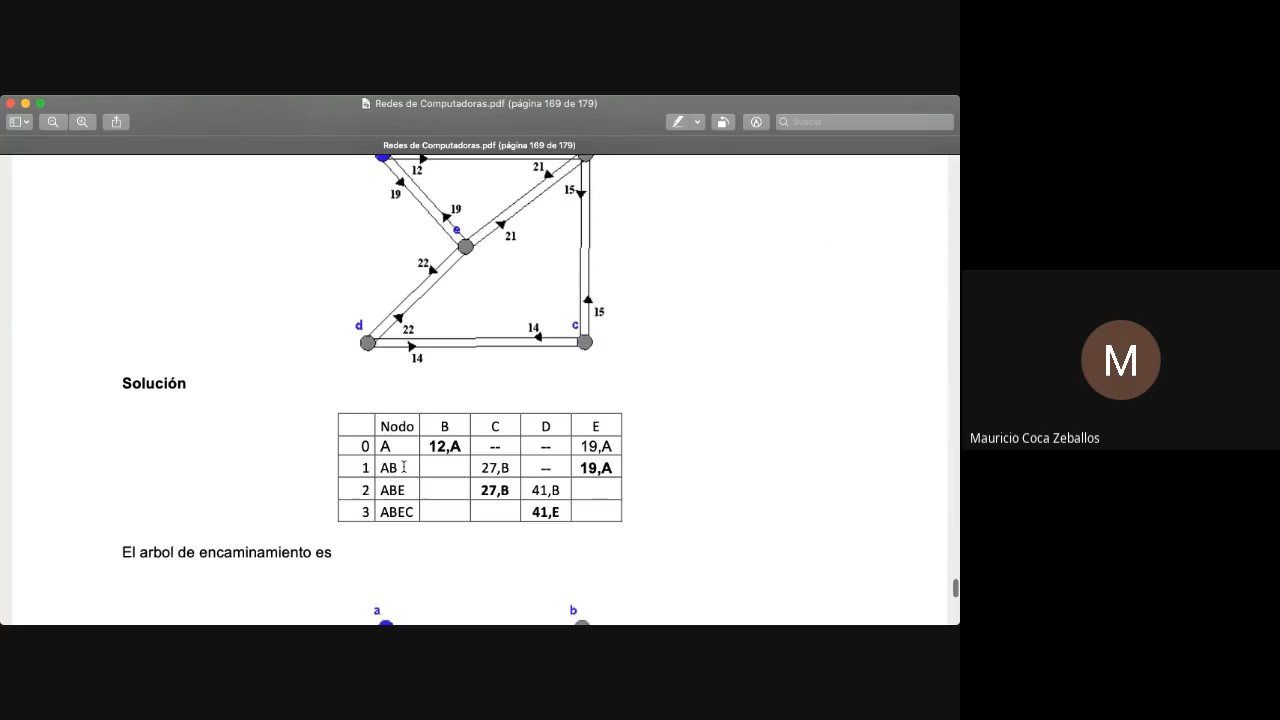 Redes de Computadoras.pdf (página 169 de 179)
Buscar
Redes de Computadoras.pdf (página 169 de 179)
12
21
19
15
19
e
21
22
15
d
22
14
c
14
Solución
Nodo B C D E
0 A 12,A -- -- 19,A
1 AB 27,B -- 19,A
2 ABE 27,B 41,B
3 ABEC 41,E
El arbol de encaminamiento es
a b
M
Mauricio Coca Zeballos